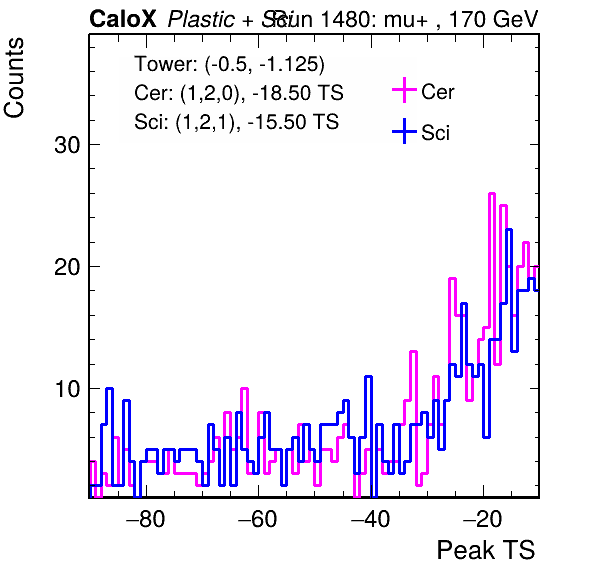 CaloX Plastic + Sci Run 1480: mu+ , 170 GeV
Counts
Tower: (-0.5, -1.125)
Cer: (1,2,0), -18.50 TS
Sci: (1,2,1), -15.50 TS
Cer
Sci
30
20
10
−80 −60 −40 −20
Peak TS